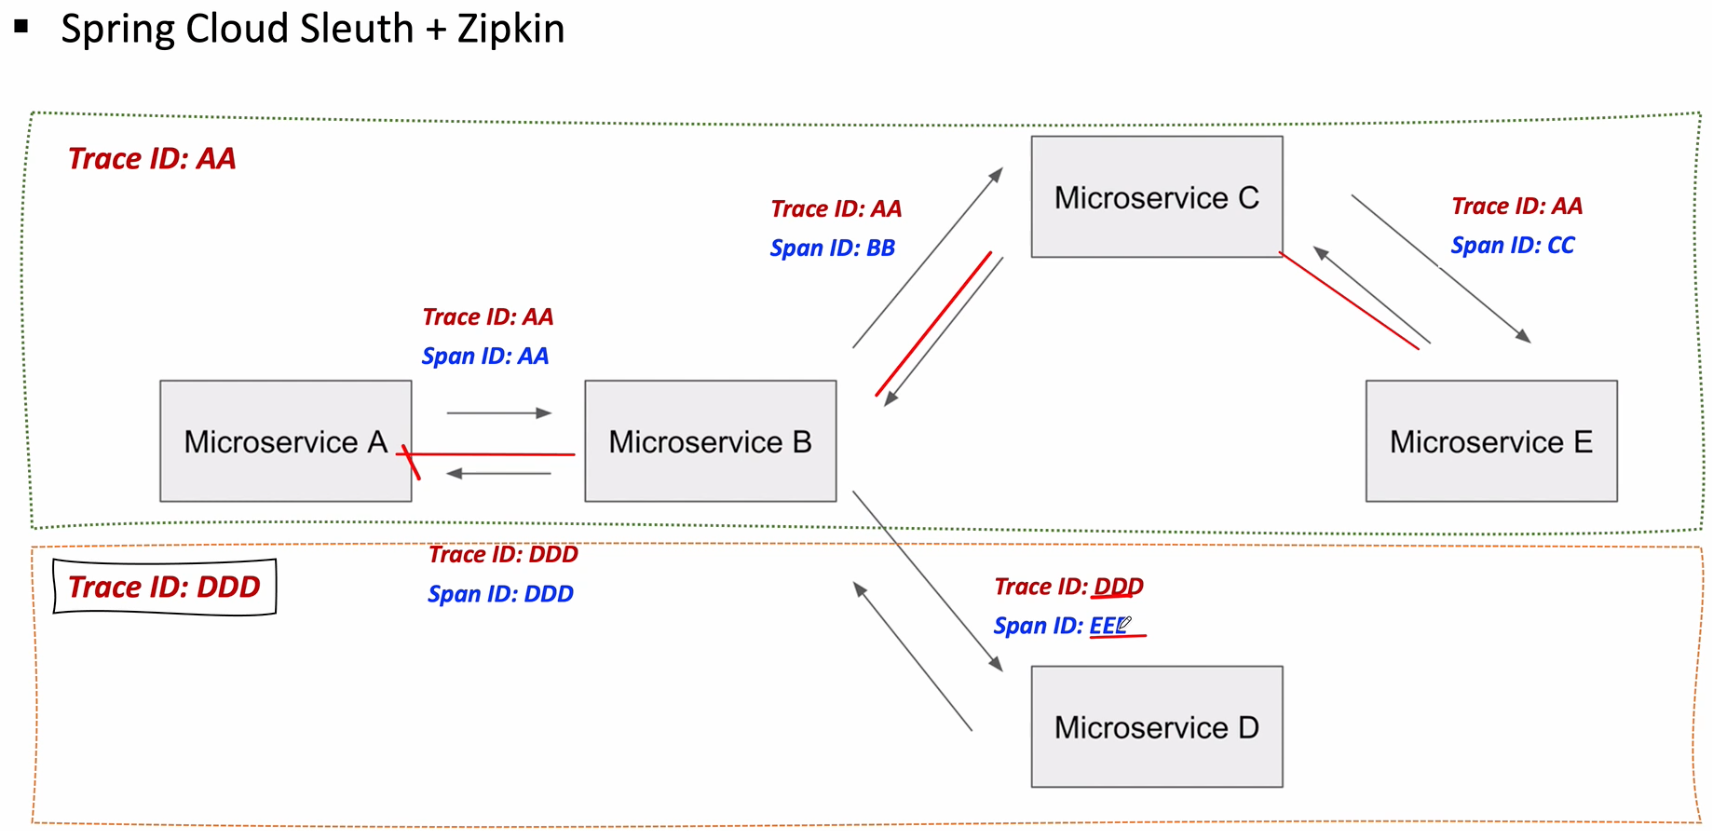 ▪ Spring Cloud Sleuth + Zipkin
Trace ID: AA
Trace ID: AA
Span ID: AA
Trace ID: AA
Span ID: BB
Trace ID: AA
Span ID: CC
Microservice A
Microservice B
Microservice C
Microservice E
Trace ID: DDD
Trace ID: DDD
Span ID: DDD
Trace ID: DDD
Span ID: EEE
Microservice D